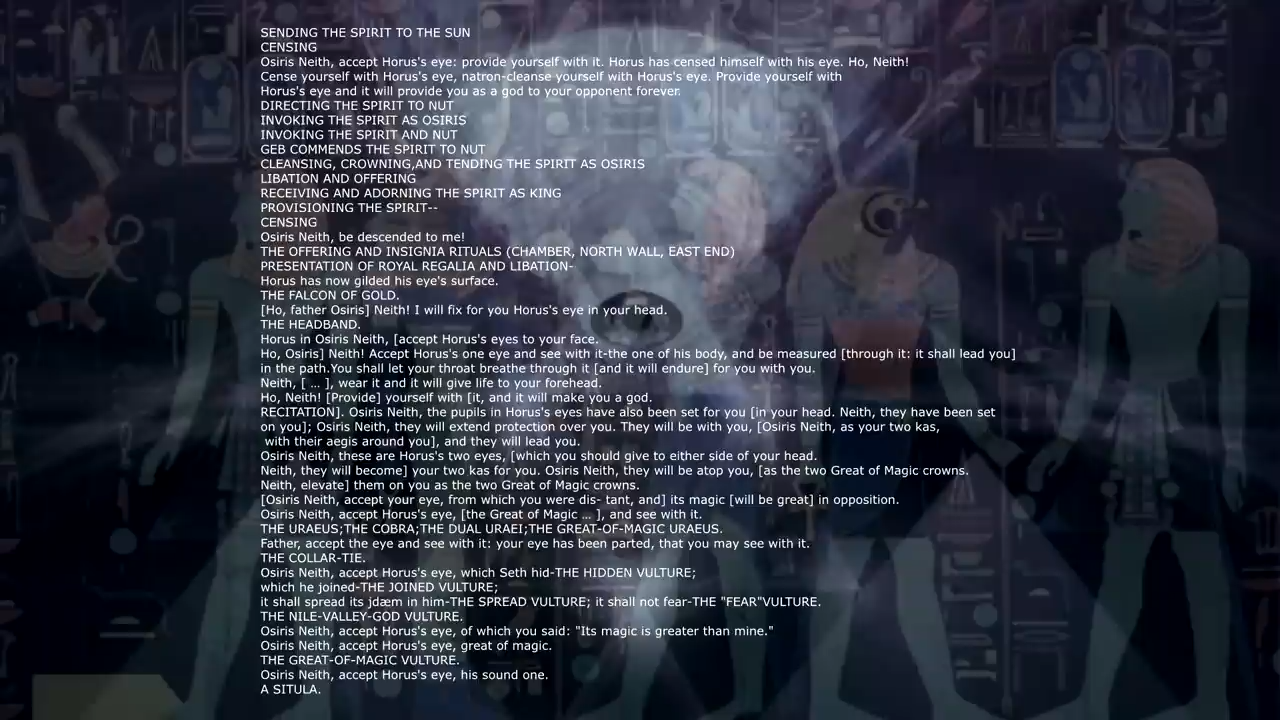 SENDING THE SPIRIT TO THE SUN
CENSING
Osiris Neith, accept Horus's eye: provide yourself with it. Horus has censed himself with his eye. Ho, Neith!
Cense yourself with Horus's eye, natron-cleanse yourself with Horus's eye. Provide yourself with
Horus's eye and it will provide you as a god to your opponent forever.
DIRECTING THE SPIRIT TO NUT
INVOKING THE SPIRIT AS OSIRIS
INVOKING THE SPIRIT AND NUT
GEB COMMENDS THE SPIRIT TO NUT
CLEANSING, CROWNING,AND TENDING THE SPIRIT AS OSIRIS
LIBATION AND OFFERING
RECEIVING AND ADORNING THE SPIRIT AS KING
PROVISIONING THE SPIRIT--
CENSING
Osiris Neith, be descended to me!
THE OFFERING AND INSIGNIA RITUALS (CHAMBER, NORTH WALL, EAST END)
PRESENTATION OF ROYAL REGALIA AND LIBATION-
Horus has now gilded his eye's surface.
THE FALCON OF GOLD.
[Ho, father Osiris] Neith! I will fix for you Horus's eye in your head.
THE HEADBAND.
Horus in Osiris Neith, [accept Horus's eyes to your face.
Ho, Osiris] Neith! Accept Horus's one eye and see with it-the one of his body, and be measured [through it: it shall lead you]
in the path.You shall let your throat breathe through it [and it will endure] for you with you.
Neith, [ ... ], wear it and it will give life to your forehead.
Ho, Neith! [Provide] yourself with [it, and it will make you a god.
RECITATION]. Osiris Neith, the pupils in Horus's eyes have also been set for you [in your head. Neith, they have been set
on you]; Osiris Neith, they will extend protection over you. They will be with you, [Osiris Neith, as your two kas,
with their aegis around you], and they will lead you.
Osiris Neith, these are Horus's two eyes, [which you should give to either side of your head.
Neith, they will become] your two kas for you. Osiris Neith, they will be atop you, [as the two Great of Magic crowns.
Neith, elevate] them on you as the two Great of Magic crowns.
[Osiris Neith, accept your eye, from which you were dis- tant, and] its magic [will be great] in opposition.
Osiris Neith, accept Horus's eye, [the Great of Magic ... ], and see with it.
THE URAEUS;THE COBRA;THE DUAL URAEI;THE GREAT-OF-MAGIC URAEUS.
Father, accept the eye and see with it: your eye has been parted, that you may see with it.
THE COLLAR-TIE.
Osiris Neith, accept Horus's eye, which Seth hid-THE HIDDEN VULTURE;
which he joined-THE JOINED VULTURE;
it shall spread its jdæm in him-THE SPREAD VULTURE; it shall not fear-THE "FEAR"VULTURE.
THE NILE-VALLEY-GOD VULTURE.
Osiris Neith, accept Horus's eye, of which you said: "Its magic is greater than mine."
Osiris Neith, accept Horus's eye, great of magic.
THE GREAT-OF-MAGIC VULTURE.
Osiris Neith, accept Horus's eye, his sound one.
A SITULA.